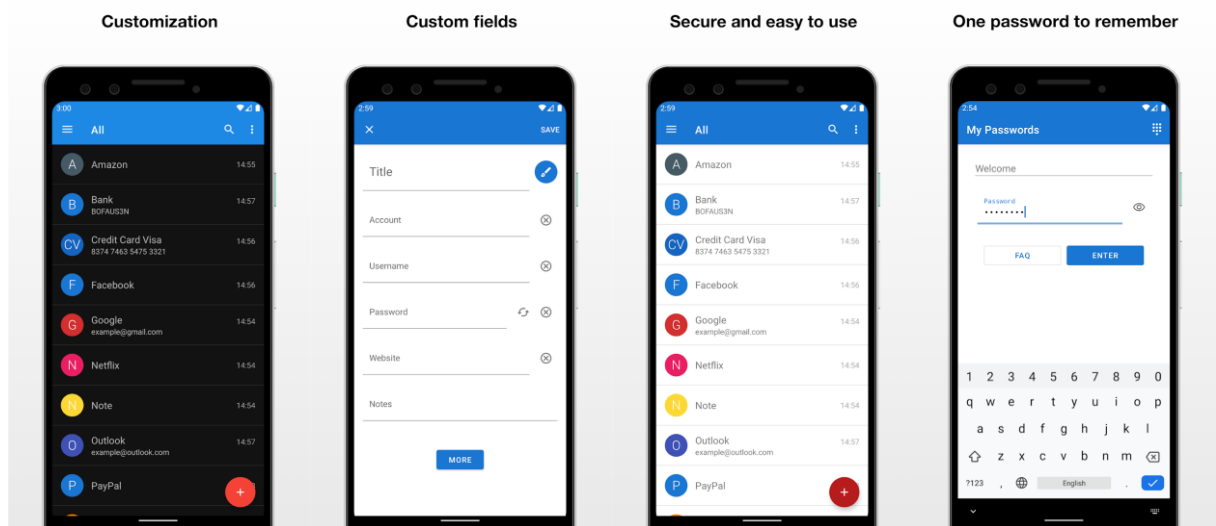 Customization
3:00
All
A
Amazon
14:55
B
Bank
14:57
BOFAUS3N
CV
Credit Card Visa
14:56
8374 7463 5475 3321
F
Facebook
14:56
G
Google
14:54
example@gmail.com
N
Netflix
14:54
N
Note
14:54
O
Outlook
14:57
example@outlook.com
P
PayPal
+
Custom fields
2:59
SAVE
Title
Account
Username
Password
Website
Notes
MORE
Secure and easy to use
2:59
All
A
Amazon
14:55
B
Bank
14:57
BOFAUS3N
CV
Credit Card Visa
14:56
8374 7463 5475 3321
F
Facebook
14:56
G
Google
14:54
example@gmail.com
N
Netflix
14:54
N
Note
14:54
O
Outlook
14:57
example@outlook.com
P
PayPal
+
One password to remember
2:54
My Passwords
Welcome
Password
••••••••
FAQ ENTER
1 2 3 4 5 6 7 8 9 0
q w e r t y u i o p
a s d f g h j k l
z x c v b n m
?123 , English .